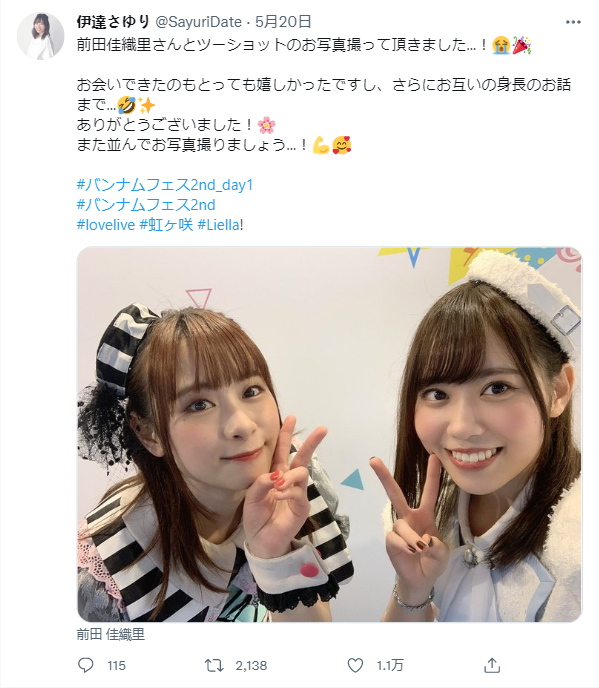 伊達さゆり @SayuriDate · 5月20日
前田佳織里さんとツーショットのお写真撮って頂きました...！😭🎉
お会いできたのもとっても嬉しかったですし、さらにお互いの身長のお話
まで...🤣✨
ありがとうございました！🌸
また並んでお写真撮りましょう...！💪🥰
#バンナムフェス2nd_day1
#バンナムフェス2nd
#lovelive #虹ヶ咲 #Liella!
前田 佳織里
115 2,138 1.1万